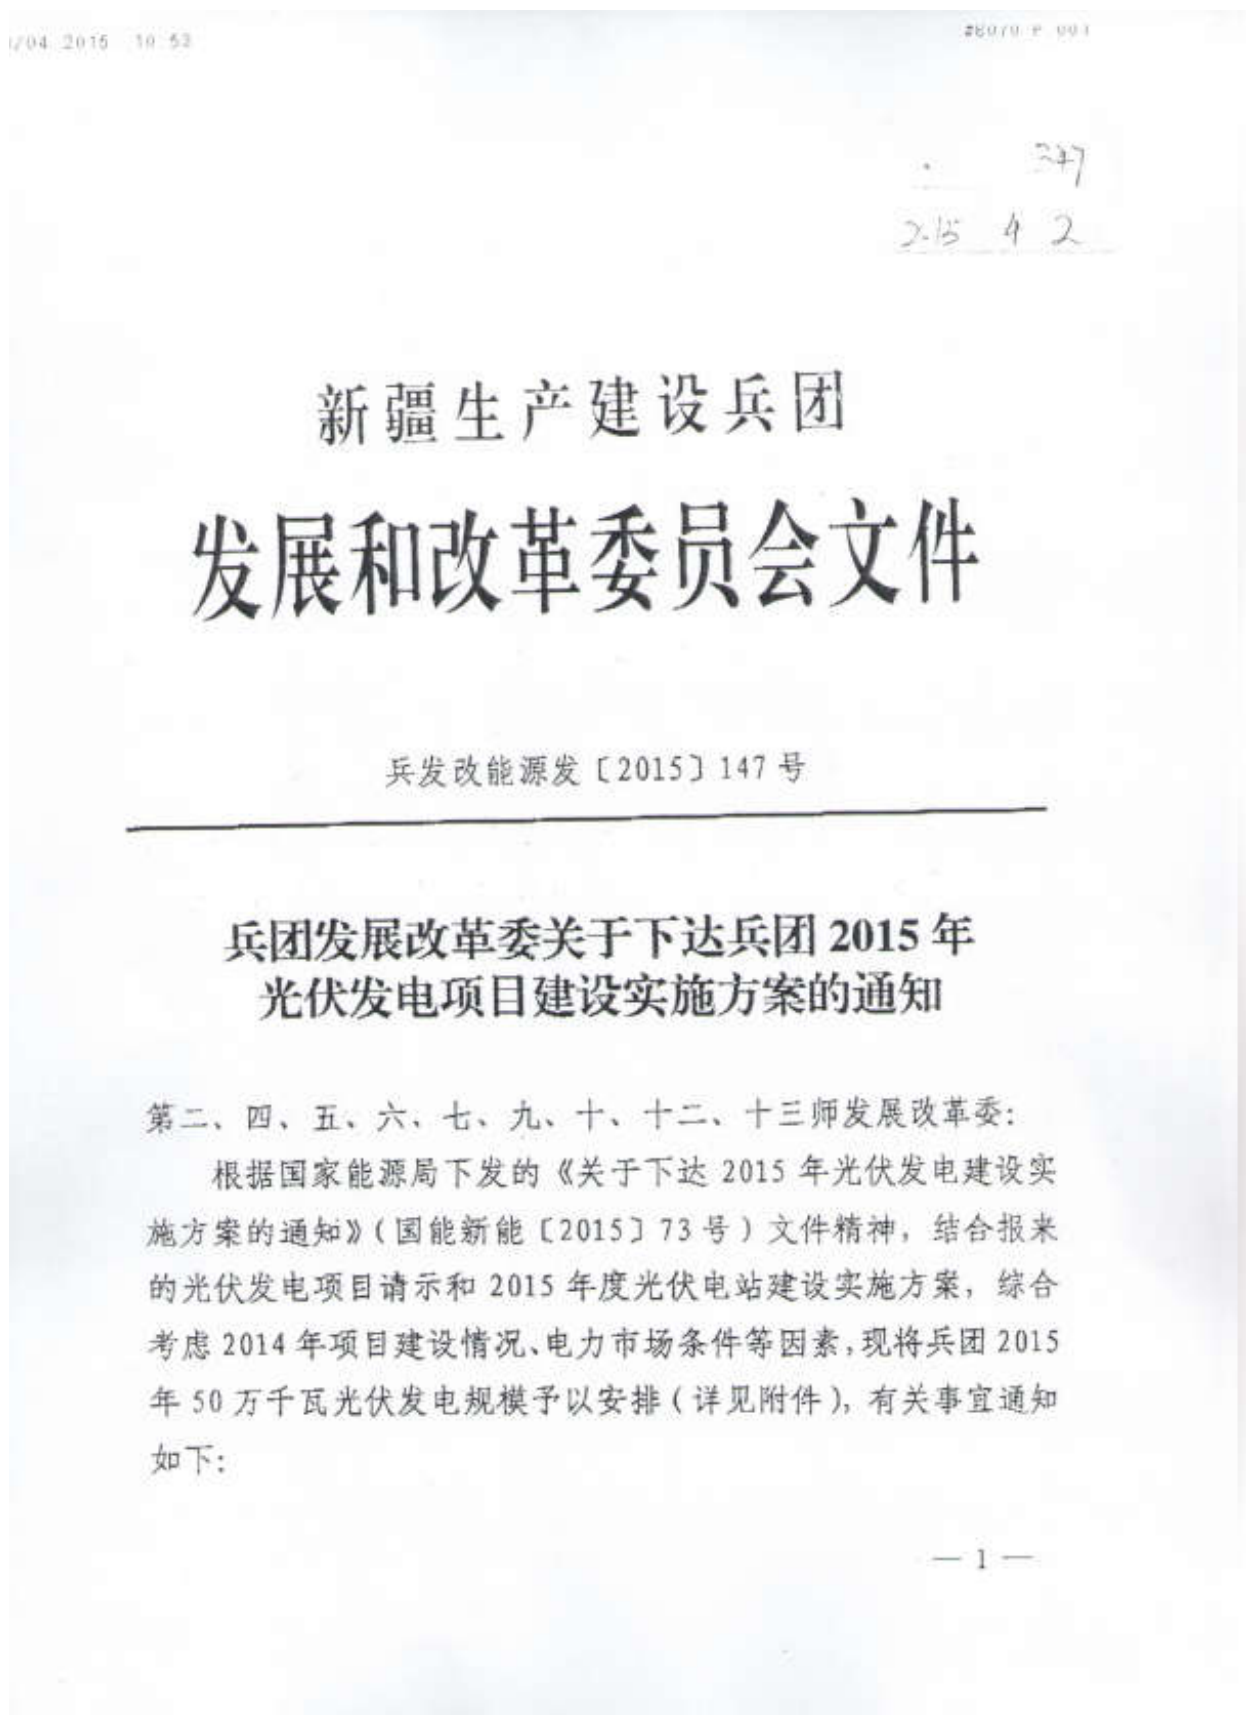 /04 2015 10 53
#8070 P 001
347
2015 4 2
新疆生产建设兵团
发展和改革委员会文件
兵发改能源发〔2015〕147号
兵团发展改革委关于下达兵团2015年
光伏发电项目建设实施方案的通知
第二、四、五、六、七、九、十、十二、十三师发展改革委：
根据国家能源局下发的《关于下达2015年光伏发电建设实
施方案的通知》（国能新能〔2015〕73号）文件精神，结合报来
的光伏发电项目请示和2015年度光伏电站建设实施方案，综合
考虑2014年项目建设情况、电力市场条件等因素，现将兵团2015
年50万千瓦光伏发电规模予以安排（详见附件），有关事宜通知
如下：
— 1 —